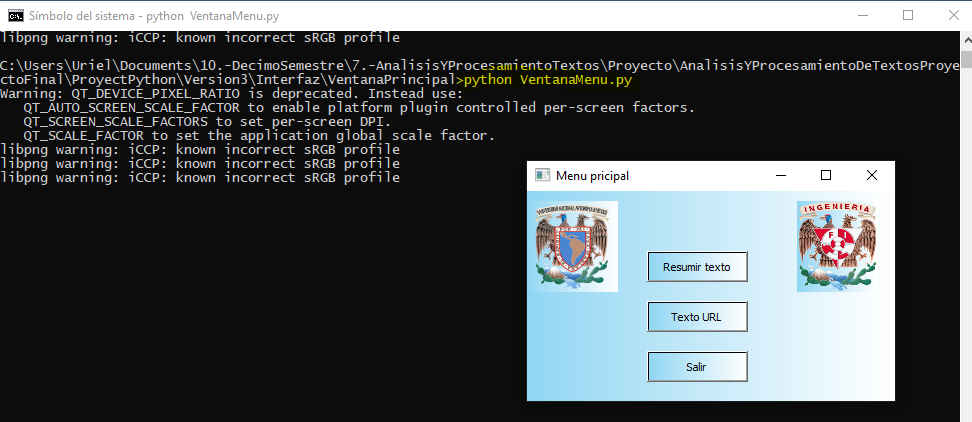 Símbolo del sistema - python VentanaMenu.py
libpng warning: iCCP: known incorrect sRGB profile
C:\Users\Uriel\Documents\10.-DecimoSemestre\7.-AnalisisYProcesamientoTextos\Proyecto\AnalisisYProcesamientoDeTextosProye
ctoFinal\ProyectPython\Version3\Interfaz\VentanaPrincipal>python VentanaMenu.py
Warning: QT_DEVICE_PIXEL_RATIO is deprecated. Instead use:
QT_AUTO_SCREEN_SCALE_FACTOR to enable platform plugin controlled per-screen factors.
QT_SCREEN_SCALE_FACTORS to set per-screen DPI.
QT_SCALE_FACTOR to set the application global scale factor.
libpng warning: iCCP: known incorrect sRGB profile
libpng warning: iCCP: known incorrect sRGB profile
libpng warning: iCCP: known incorrect sRGB profile
Menu pricipal
INGENIERIA
Resumir texto
Texto URL
Salir